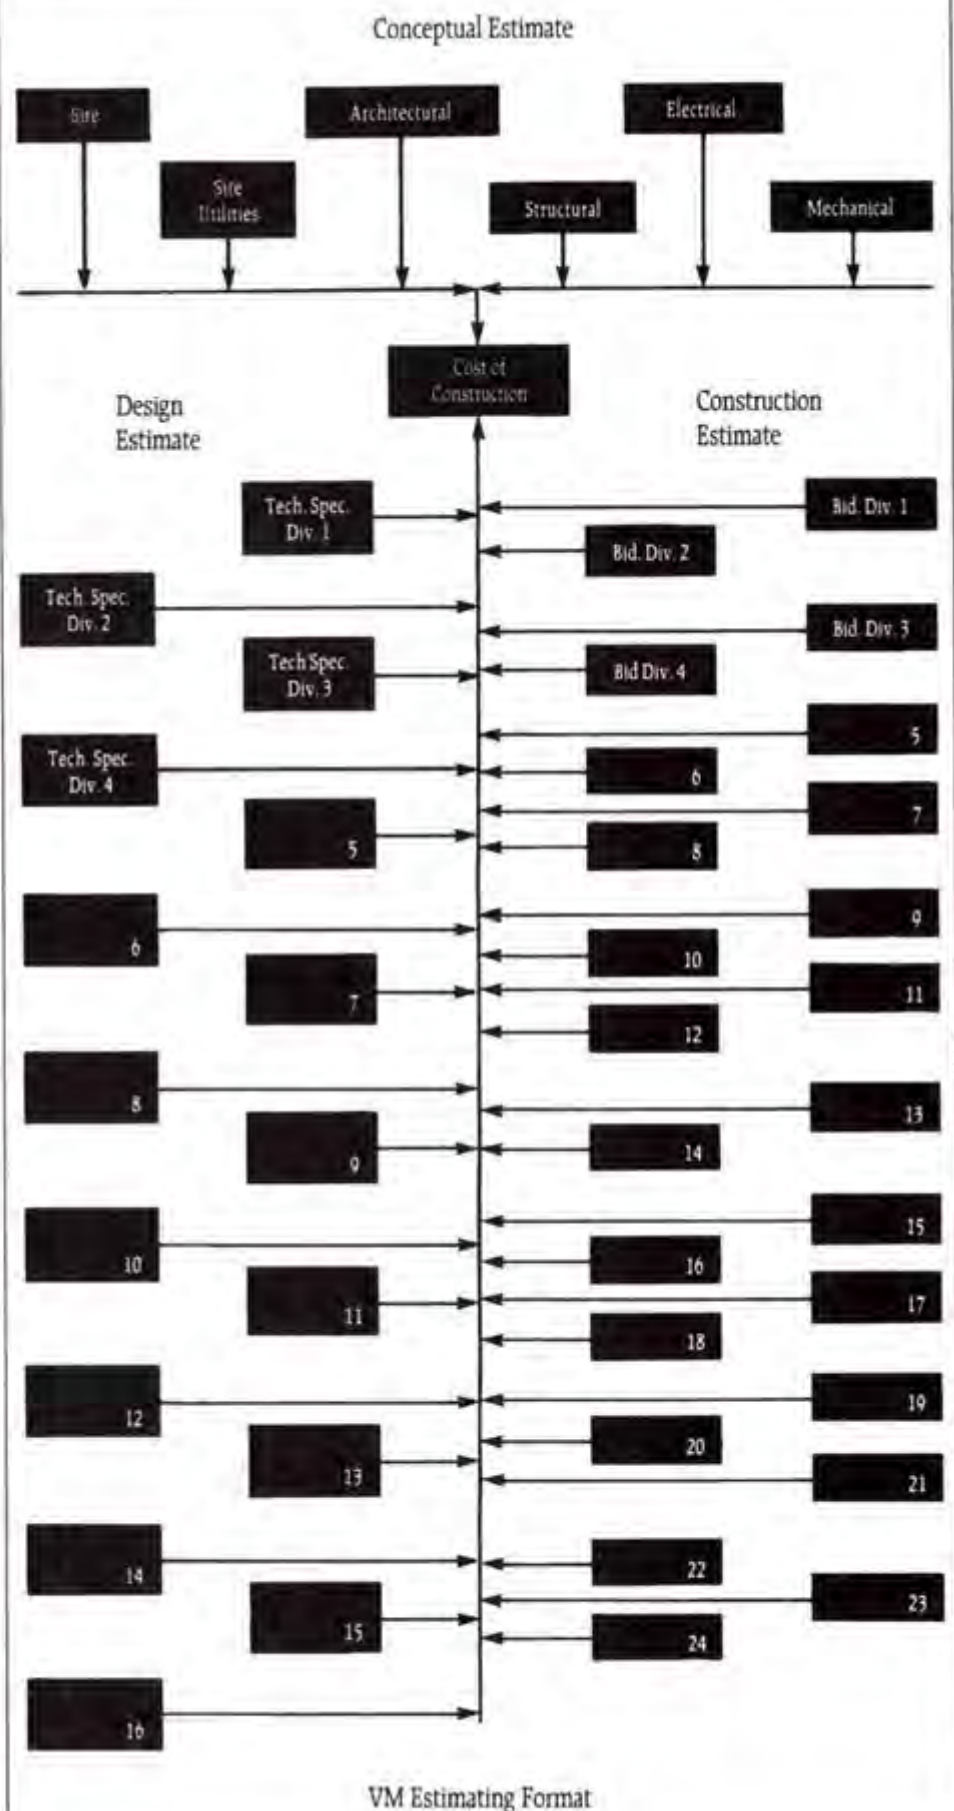 Conceptual Estimate
Site
Architectural
Electrical
Site
Utilities
Structural
Mechanical
Cost of
Construction
Design
Estimate
Construction
Estimate
Tech. Spec.
Div. 1
Bid. Div. 1
Bid. Div. 2
Tech. Spec.
Div. 2
Bid. Div. 3
Tech Spec.
Div. 3
Bid Div. 4
Tech. Spec.
Div. 4
5
6
7
5
8
6
9
10
7
11
12
8
13
9
14
10
15
16
11
17
18
12
19
20
13
21
14
22
15
23
24
16
VM Estimating Format